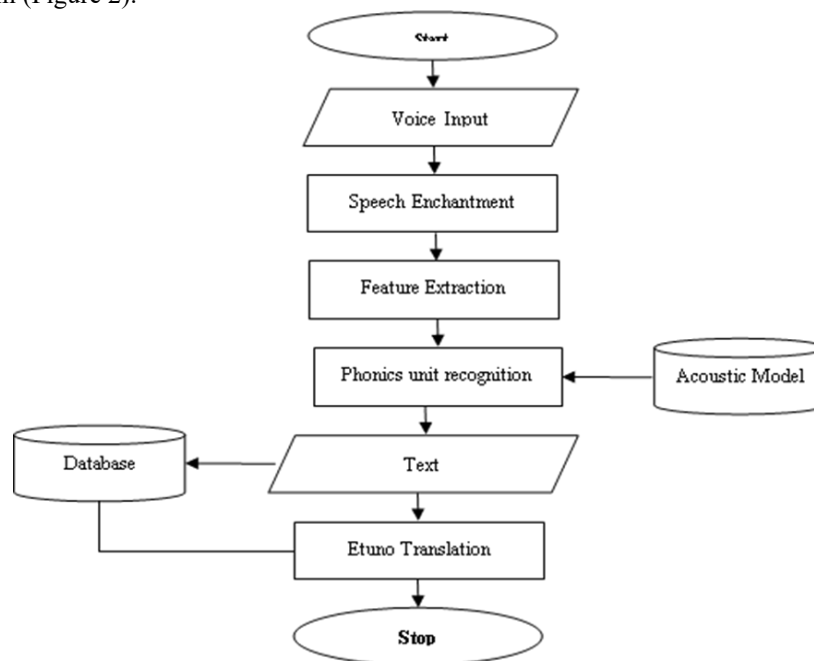 (Figure 2).
Start
Voice Input
Speech Enchantment
Feature Extraction
Phonics unit recognition
Acoustic Model
Database
Text
Etuno Translation
Stop